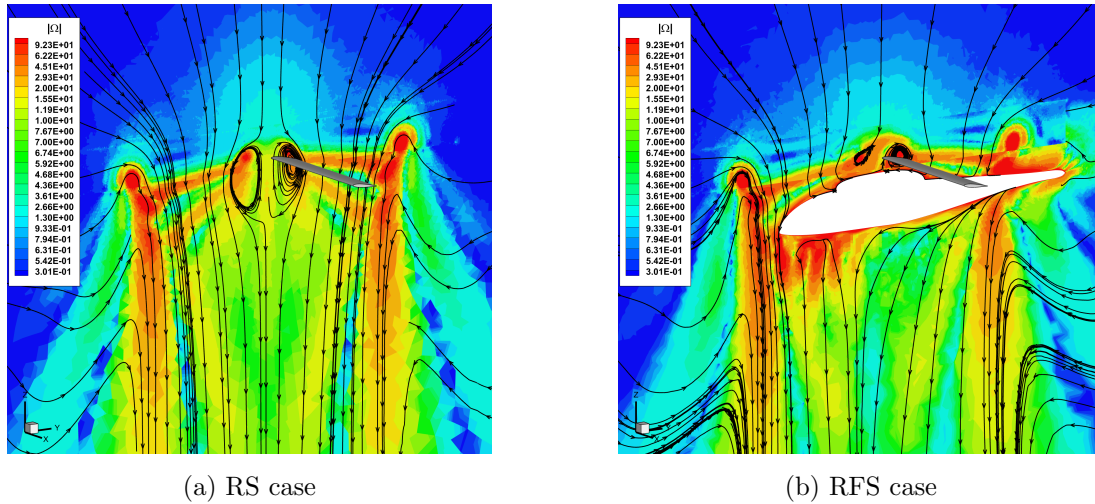 |Ω|
9.23E+01
6.22E+01
4.51E+01
2.93E+01
2.00E+01
1.55E+01
1.19E+01
1.00E+01
7.67E+00
7.00E+00
6.74E+00
5.92E+00
4.68E+00
4.36E+00
3.61E+00
2.66E+00
1.30E+00
9.33E-01
7.94E-01
6.31E-01
5.42E-01
3.01E-01
Z
Y
X
(a) RS case
|Ω|
9.23E+01
6.22E+01
4.51E+01
2.93E+01
2.00E+01
1.55E+01
1.19E+01
1.00E+01
7.67E+00
7.00E+00
6.74E+00
5.92E+00
4.68E+00
4.36E+00
3.61E+00
2.66E+00
1.30E+00
9.33E-01
7.94E-01
6.31E-01
5.42E-01
3.01E-01
Z
X
Y
(b) RFS case